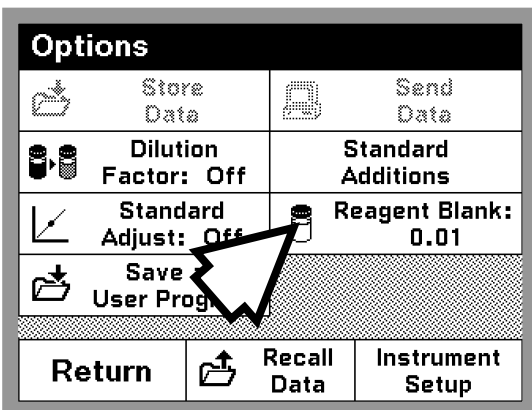 Options
Store
Data
Send
Data
Dilution
Factor: Off
Standard
Additions
Standard
Adjust: Off
Reagent Blank:
0.01
Save
User
Return
Recall
Data
Instrument
Setup